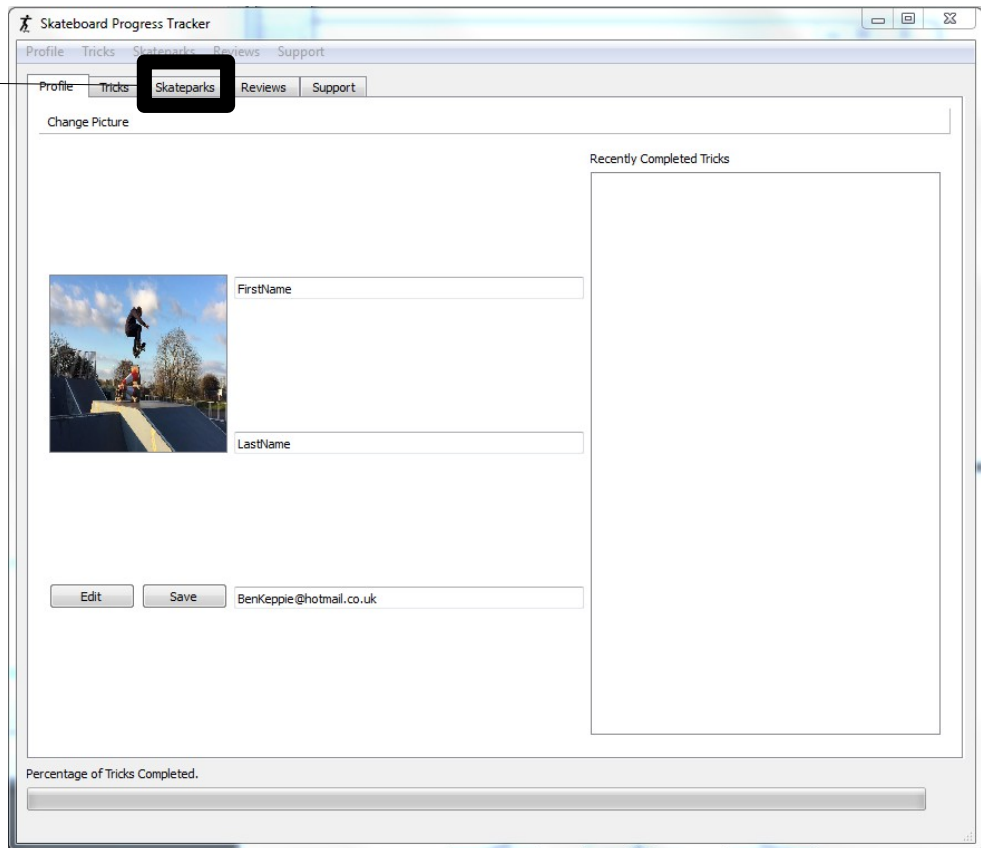 Skateboard Progress Tracker
Profile Tricks Skateparks Reviews Support
Profile Tricks Skateparks Reviews Support
Change Picture
Recently Completed Tricks
FirstName
LastName
Edit Save BenKeppie@hotmail.co.uk
Percentage of Tricks Completed.